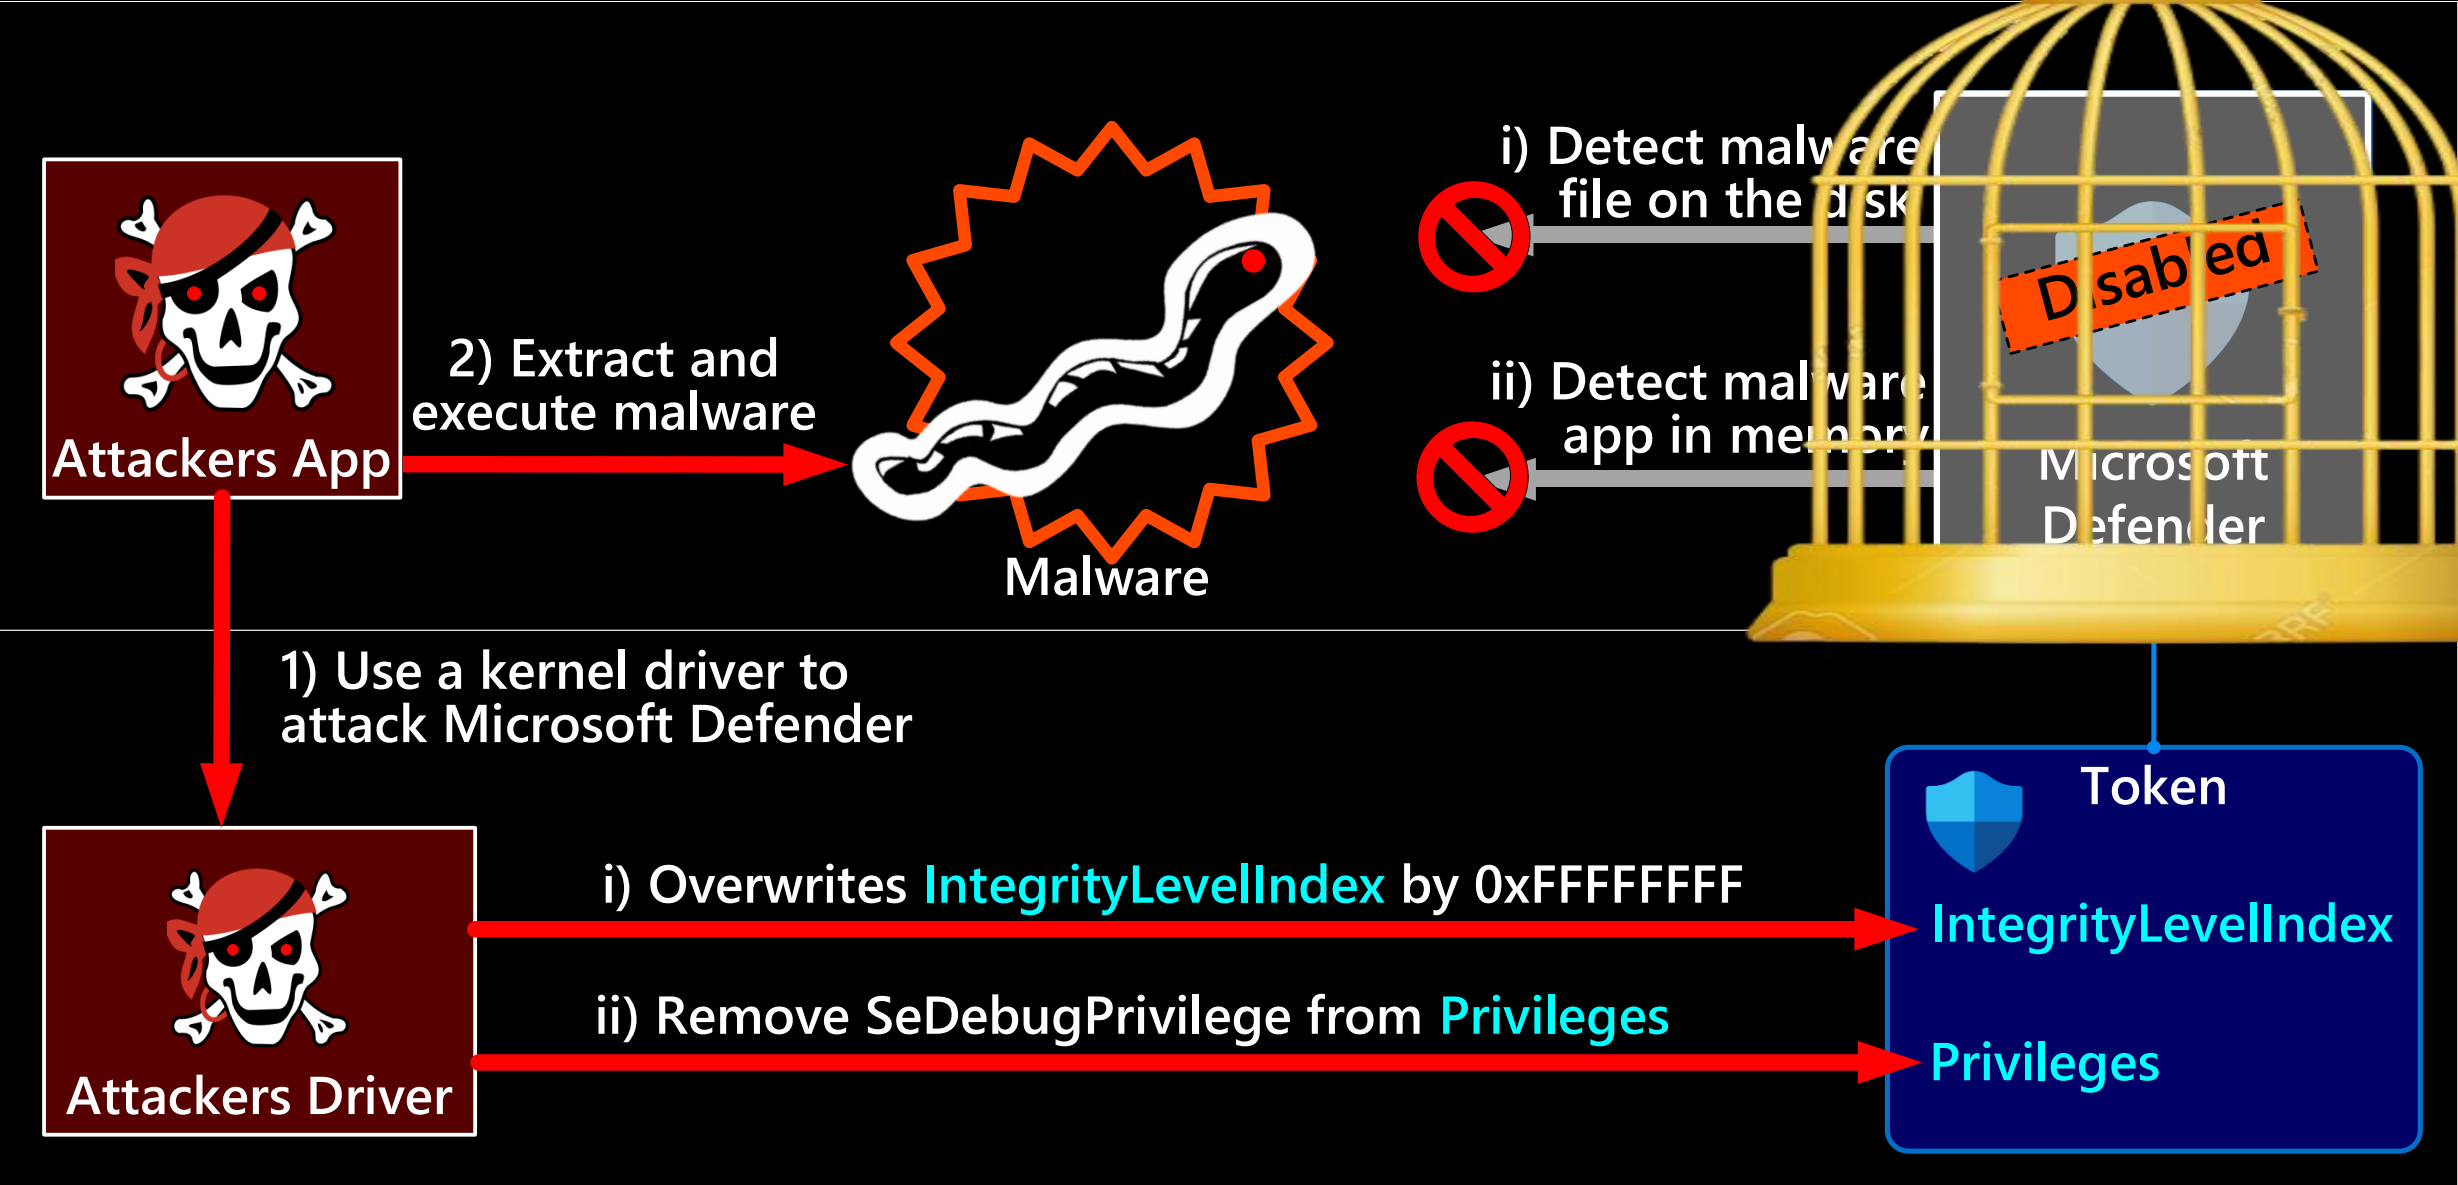 i) Detect malware
file on the disk
Disabled
Attackers App
2) Extract and
execute malware
ii) Detect malware
app in memory
Microsoft
Defender
Malware
1) Use a kernel driver to
attack Microsoft Defender
Token
i) Overwrites IntegrityLevelIndex by 0xFFFFFFFF
IntegrityLevelIndex
ii) Remove SeDebugPrivilege from Privileges
Privileges
Attackers Driver